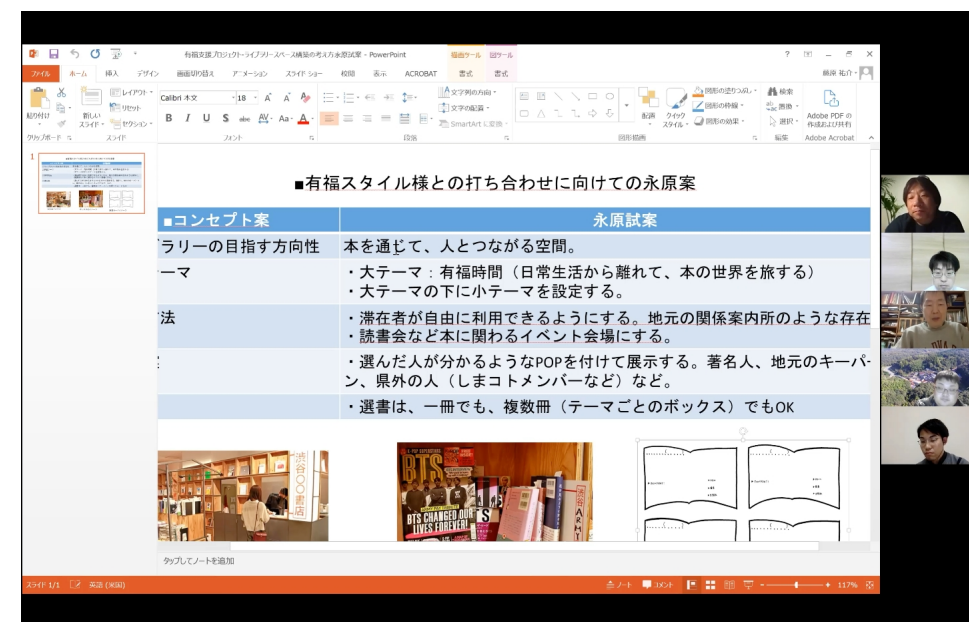 有福支援プロジェクト-ライブラリースペース構築の考え方永原試案 - PowerPoint
描画ツール 図ツール
ファイル ホーム 挿入 デザイン 画面切り替え アニメーション スライド ショー 校閲 表示 ACROBAT 書式 書式
貼り付け
新しい
スライド
レイアウト
リセット
セクション
Calibri 本文 18
文字列の方向
文字の配置
SmartArt に変換
配置
クイック
スタイル
図形の塗りつぶし
図形の枠線
図形の効果
検索
置換
選択
Adobe PDF の
作成および共有
クリップボード スライド フォント 段落 図形描画 編集 Adobe Acrobat
1
■有福スタイル様との打ち合わせに向けての永原案
■コンセプト案 永原試案
ラリーの目指す方向性 本を通じて、人とつながる空間。
ーマ ・大テーマ：有福時間（日常生活から離れて、本の世界を旅する）
・大テーマの下に小テーマを設定する。
法 ・滞在者が自由に利用できるようにする。地元の関係案内所のような存在
・読書会など本に関わるイベント会場にする。
・選んだ人が分かるようなPOPを付けて展示する。著名人、地元のキーパー
ン、県外の人（しまコトメンバーなど）など。
・選書は、一冊でも、複数冊（テーマごとのボックス）でもOK
渋谷〇〇書店
BTS
BTS CHANGED OUR
LIVES FOREVER!
渋谷ARMY
タップしてノートを追加
スライド 1/1 英語 (米国) ノート コメント 117%